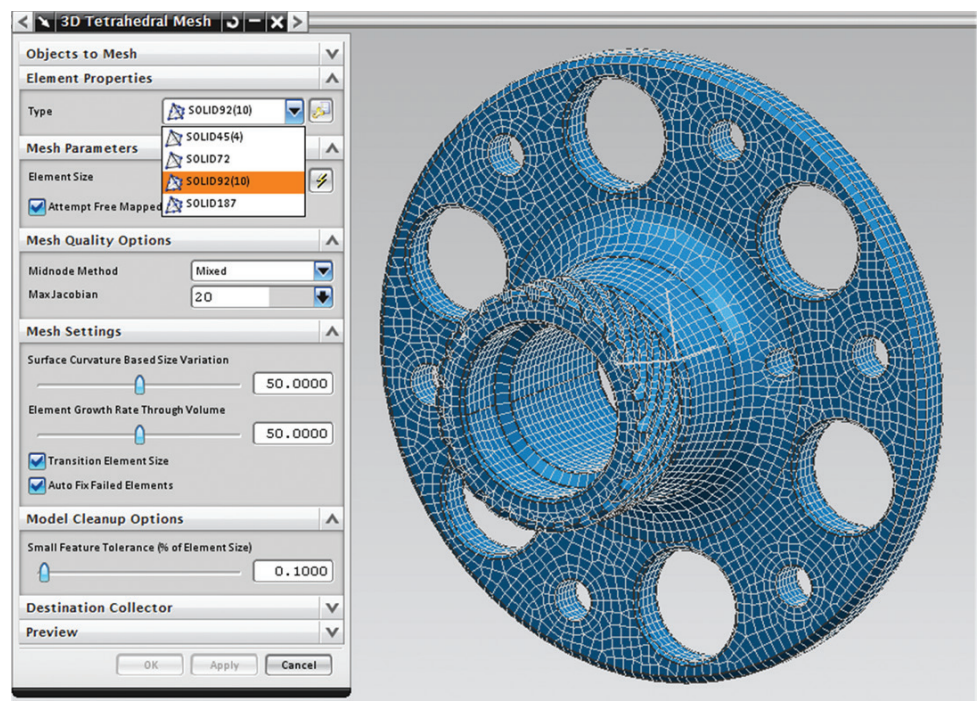 3D Tetrahedral Mesh
Objects to Mesh
Element Properties
Type
SOLID92(10)
SOLID45(4)
SOLID72
SOLID92(10)
SOLID187
Mesh Parameters
Element Size
Attempt Free Mapped
Mesh Quality Options
Midnode Method
Mixed
Max Jacobian
20
Mesh Settings
Surface Curvature Based Size Variation
50.0000
Element Growth Rate Through Volume
50.0000
Transition Element Size
Auto Fix Failed Elements
Model Cleanup Options
Small Feature Tolerance (% of Element Size)
0.1000
Destination Collector
Preview
OK Apply Cancel